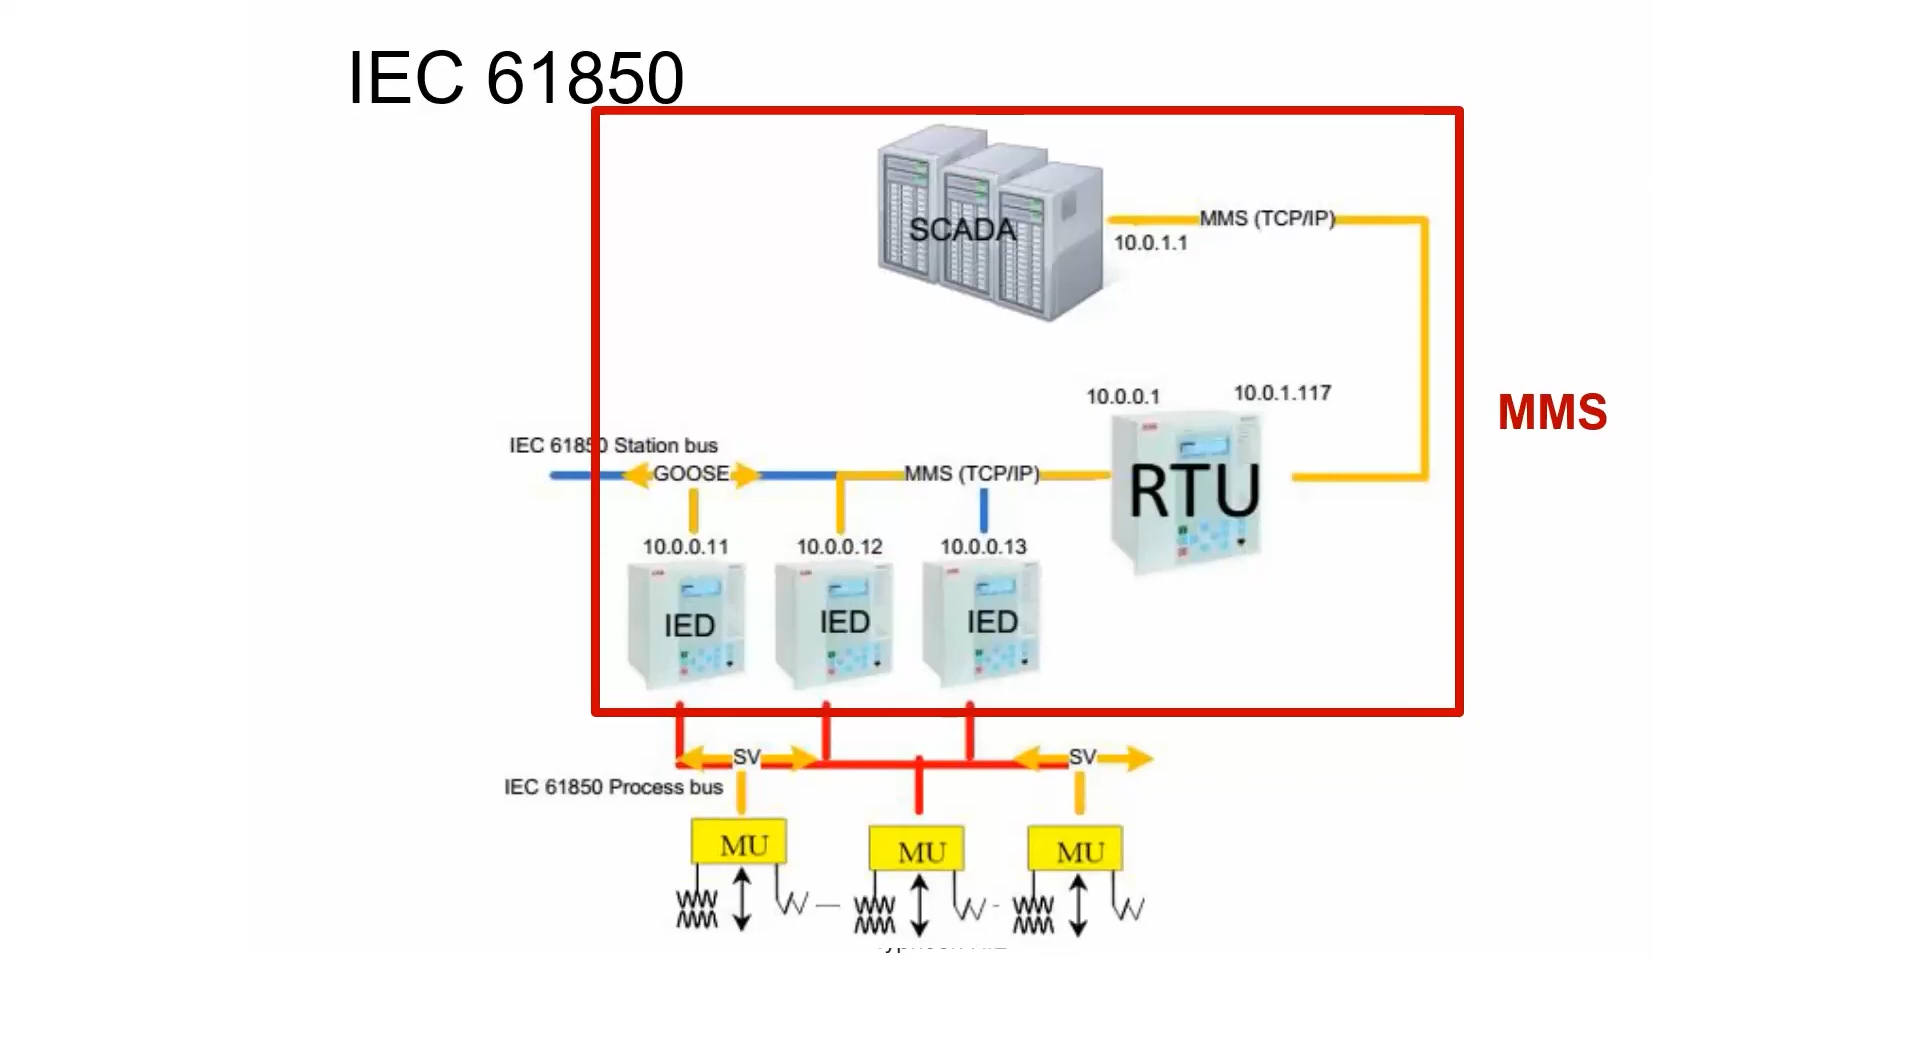 IEC 61850
SCADA
MMS (TCP/IP)
10.0.1.1
10.0.0.1
10.0.1.117
MMS
IEC 61850 Station bus
GOOSE
MMS (TCP/IP)
RTU
10.0.0.11
10.0.0.12
10.0.0.13
IED
IED
IED
SV
SV
IEC 61850 Process bus
MU
MU
MU